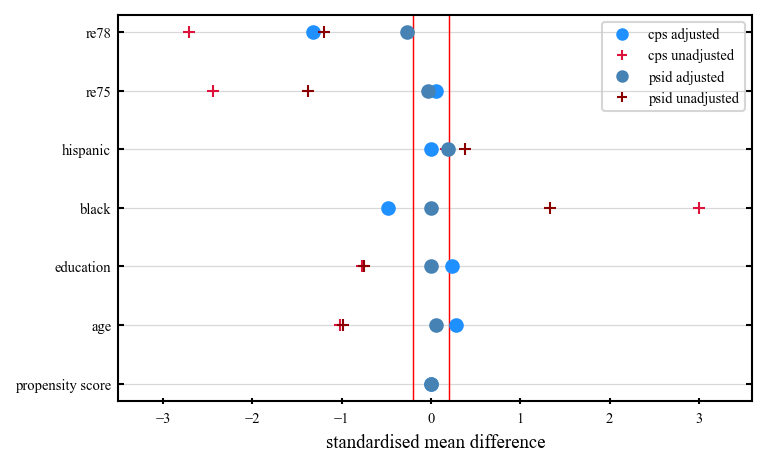 re78
re75
hispanic
black
education
age
propensity score
cps adjusted
cps unadjusted
psid adjusted
psid unadjusted
−3 −2 −1 0 1 2 3
standardised mean difference